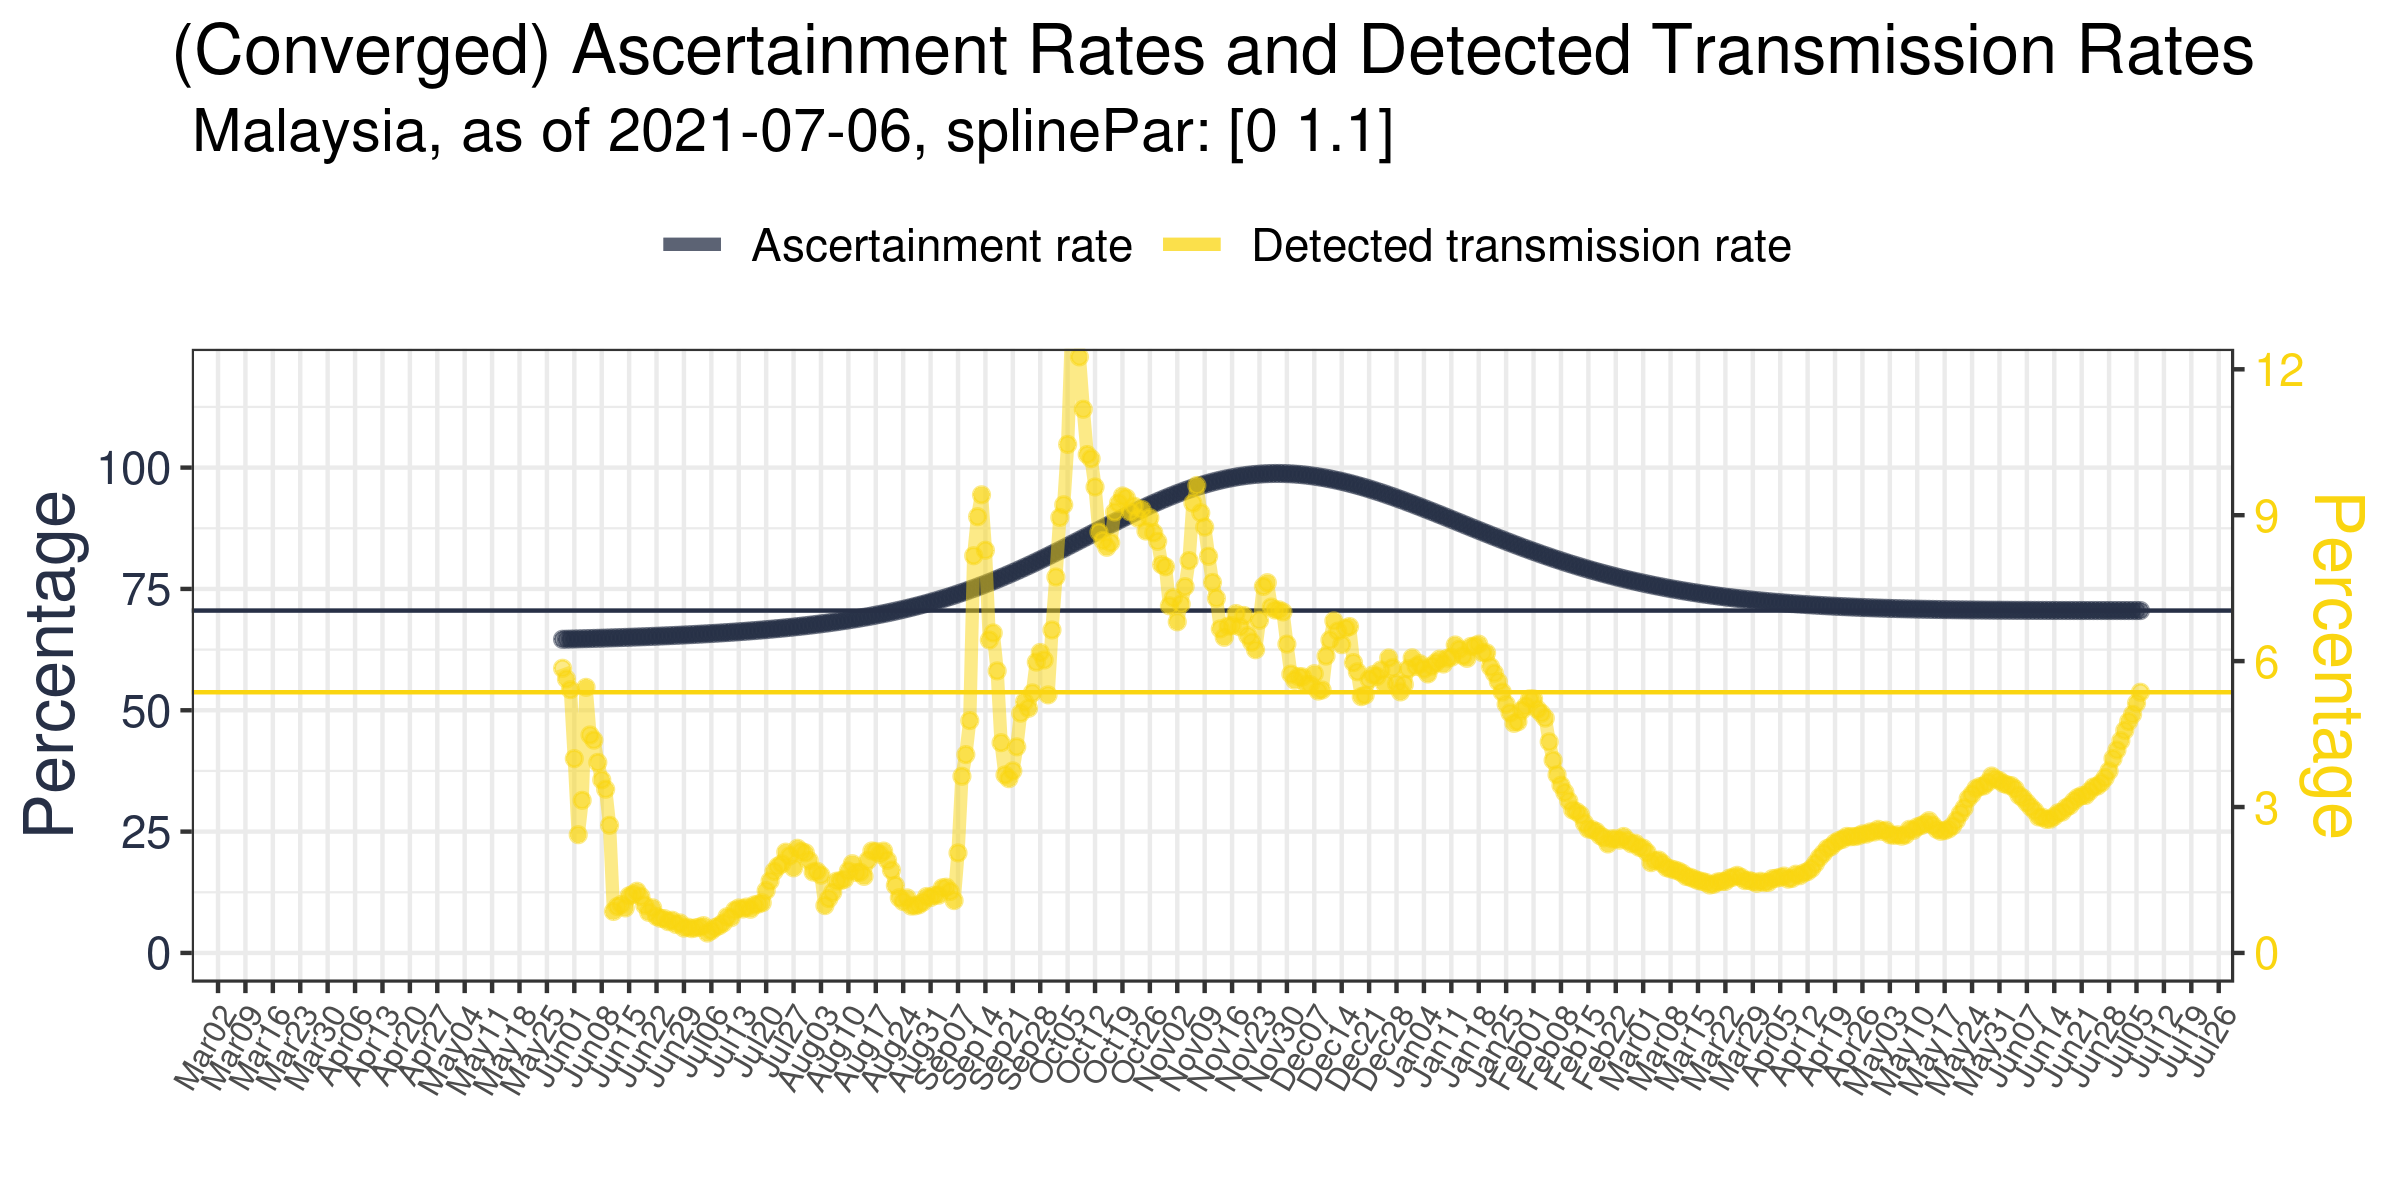 (Converged) Ascertainment Rates and Detected Transmission Rates
Malaysia, as of 2021-07-06, splinePar: [0 1.1]
Ascertainment rate Detected transmission rate
Percentage
100
75
50
25
0
12
9
6
3
0
Percentage
Mar02 Mar09 Mar16 Mar23 Mar30 Apr06 Apr13 Apr20 Apr27 May04 May11 May18 May25 Jun01 Jun08 Jun15 Jun22 Jun29 Jul06 Jul13 Jul20 Jul27 Aug03 Aug10 Aug17 Aug24 Aug31 Sep07 Sep14 Sep21 Sep28 Oct05 Oct12 Oct19 Oct26 Nov02 Nov09 Nov16 Nov23 Nov30 Dec07 Dec14 Dec21 Dec28 Jan04 Jan11 Jan18 Jan25 Feb01 Feb08 Feb15 Feb22 Mar01 Mar08 Mar15 Mar22 Mar29 Apr05 Apr12 Apr19 Apr26 May03 May10 May17 May24 May31 Jun07 Jun14 Jun21 Jun28 Jul05 Jul12 Jul19 Jul26